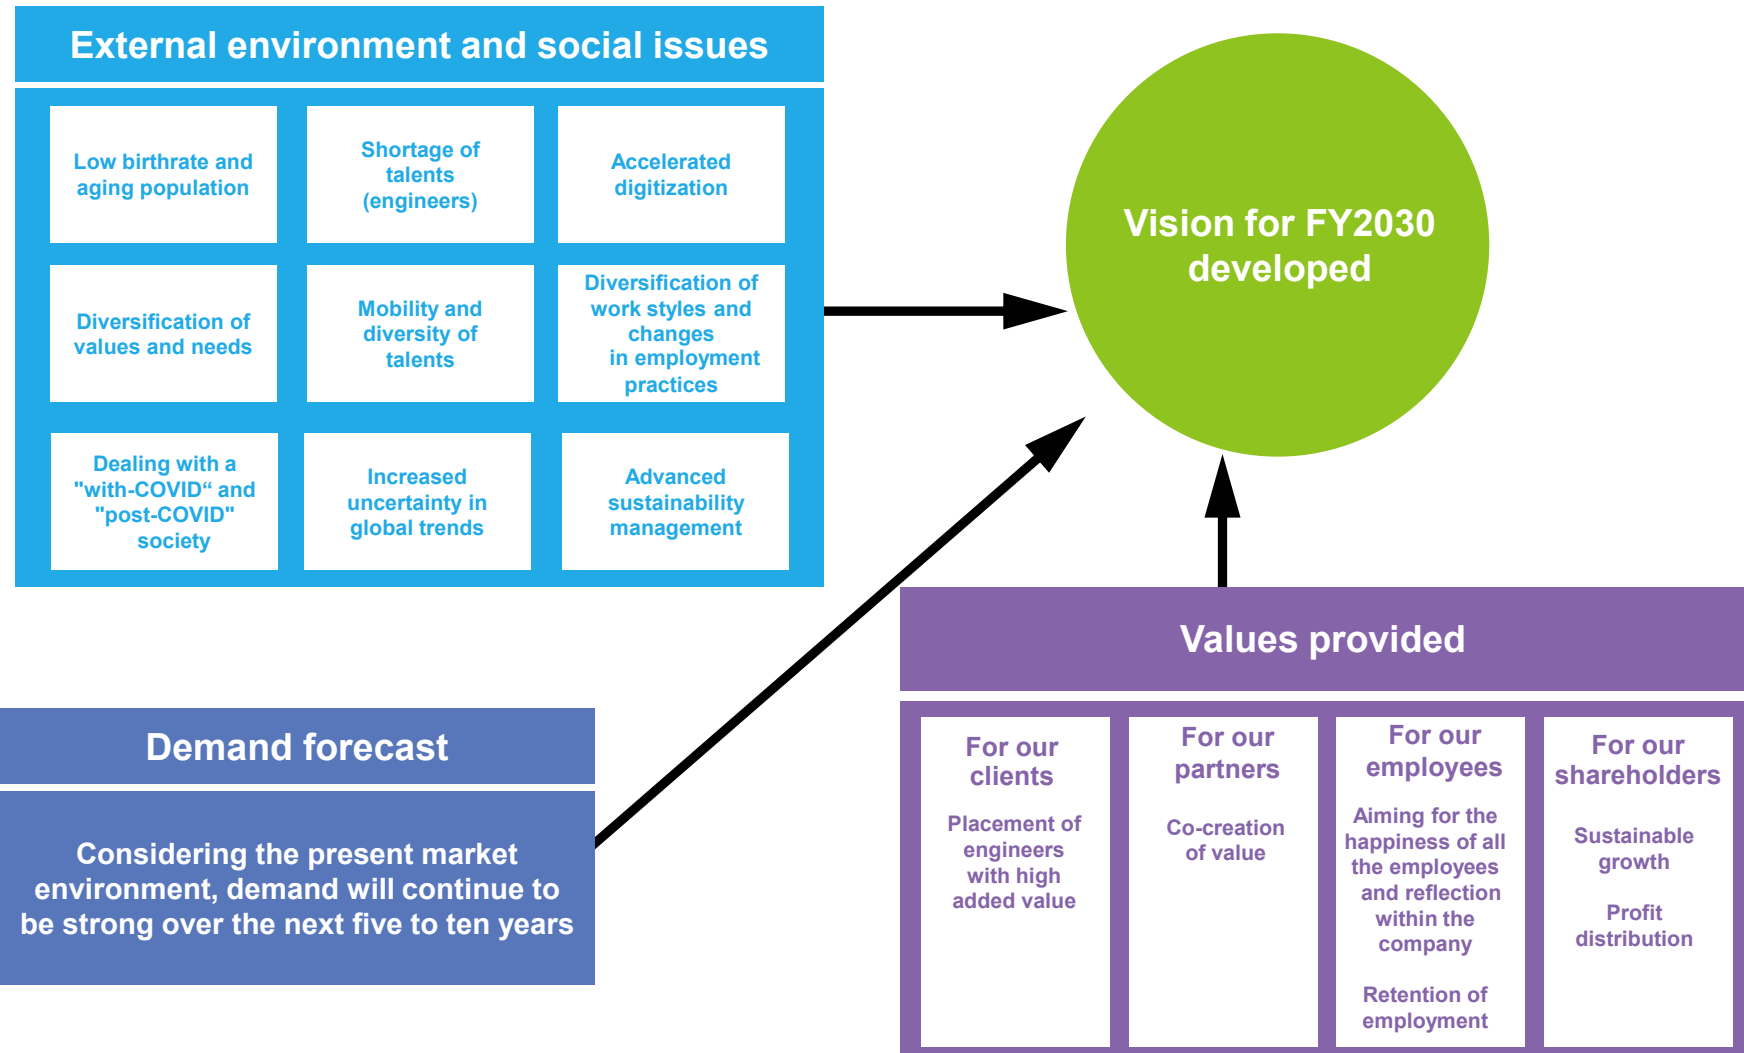 External environment and social issues
Low birthrate and
aging population
Shortage of
talents
(engineers)
Accelerated
digitization
Diversification of
values and needs
Mobility and
diversity of
talents
Diversification of
work styles and
changes
in employment
practices
Dealing with a
"with-COVID“ and
"post-COVID"
society
Increased
uncertainty in
global trends
Advanced
sustainability
management
Vision for FY2030
developed
Demand forecast
Considering the present market
environment, demand will continue to
be strong over the next five to ten years
Values provided
For our
clients
Placement of
engineers
with high
added value
For our
partners
Co-creation
of value
For our
employees
Aiming for the
happiness of all
the employees
and reflection
within the
company
Retention of
employment
For our
shareholders
Sustainable
growth
Profit
distribution